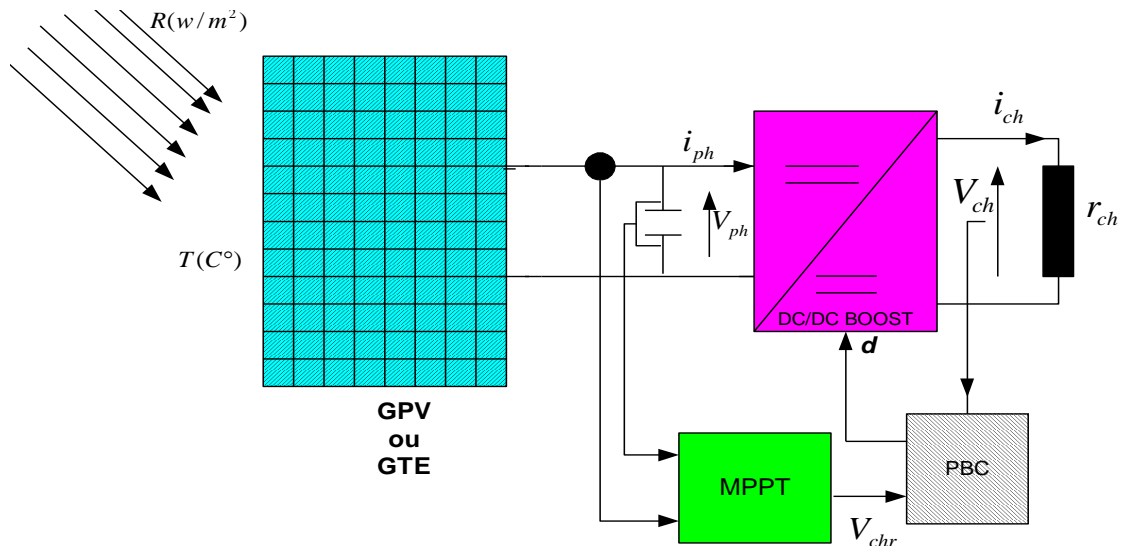 R(w/m²)
T(C°)
GPV
ou
GTE
i_ph
V_ph
DC/DC BOOST
d
i_ch
V_ch
r_ch
MPPT
V_chr
PBC